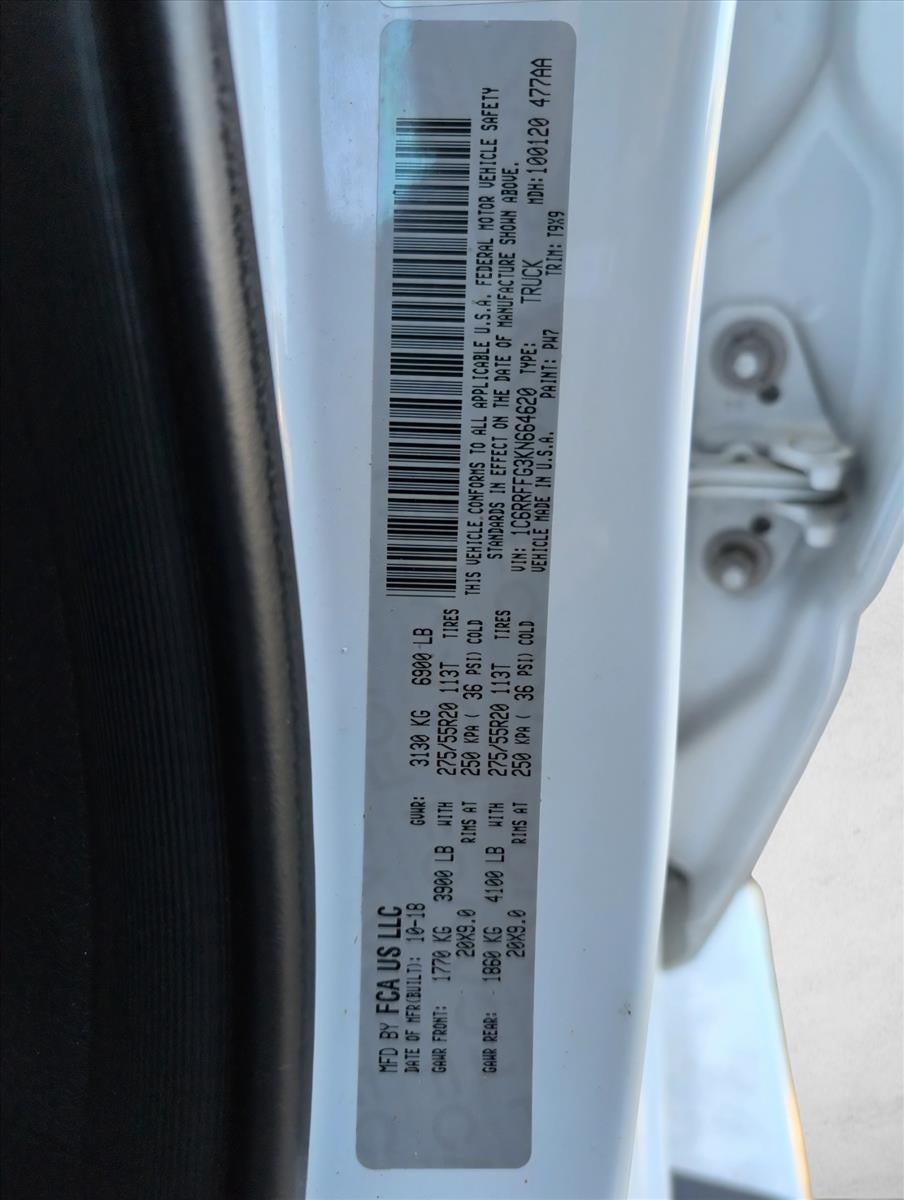 MFD BY FCA US LLC
DATE OF MFR(BUILT): 10-18 GVWR: 3130 KG 6900 LB
GAWR FRONT: 1770 KG 3900 LB WITH 275/55R20 113T TIRES
20X9.0 RIMS AT 250 KPA ( 36 PSI) COLD
GAWR REAR: 1860 KG 4100 LB WITH 275/55R20 113T TIRES
20X9.0 RIMS AT 250 KPA ( 36 PSI) COLD
THIS VEHICLE CONFORMS TO ALL APPLICABLE U.S.A. FEDERAL MOTOR VEHICLE SAFETY
STANDARDS IN EFFECT ON THE DATE OF MANUFACTURE SHOWN ABOVE.
VIN: 1C6RRFFG3KN664620 TYPE: TRUCK MDH: 100120 477AA
VEHICLE MADE IN U.S.A. PAINT: PW7 TRIM: T9X9